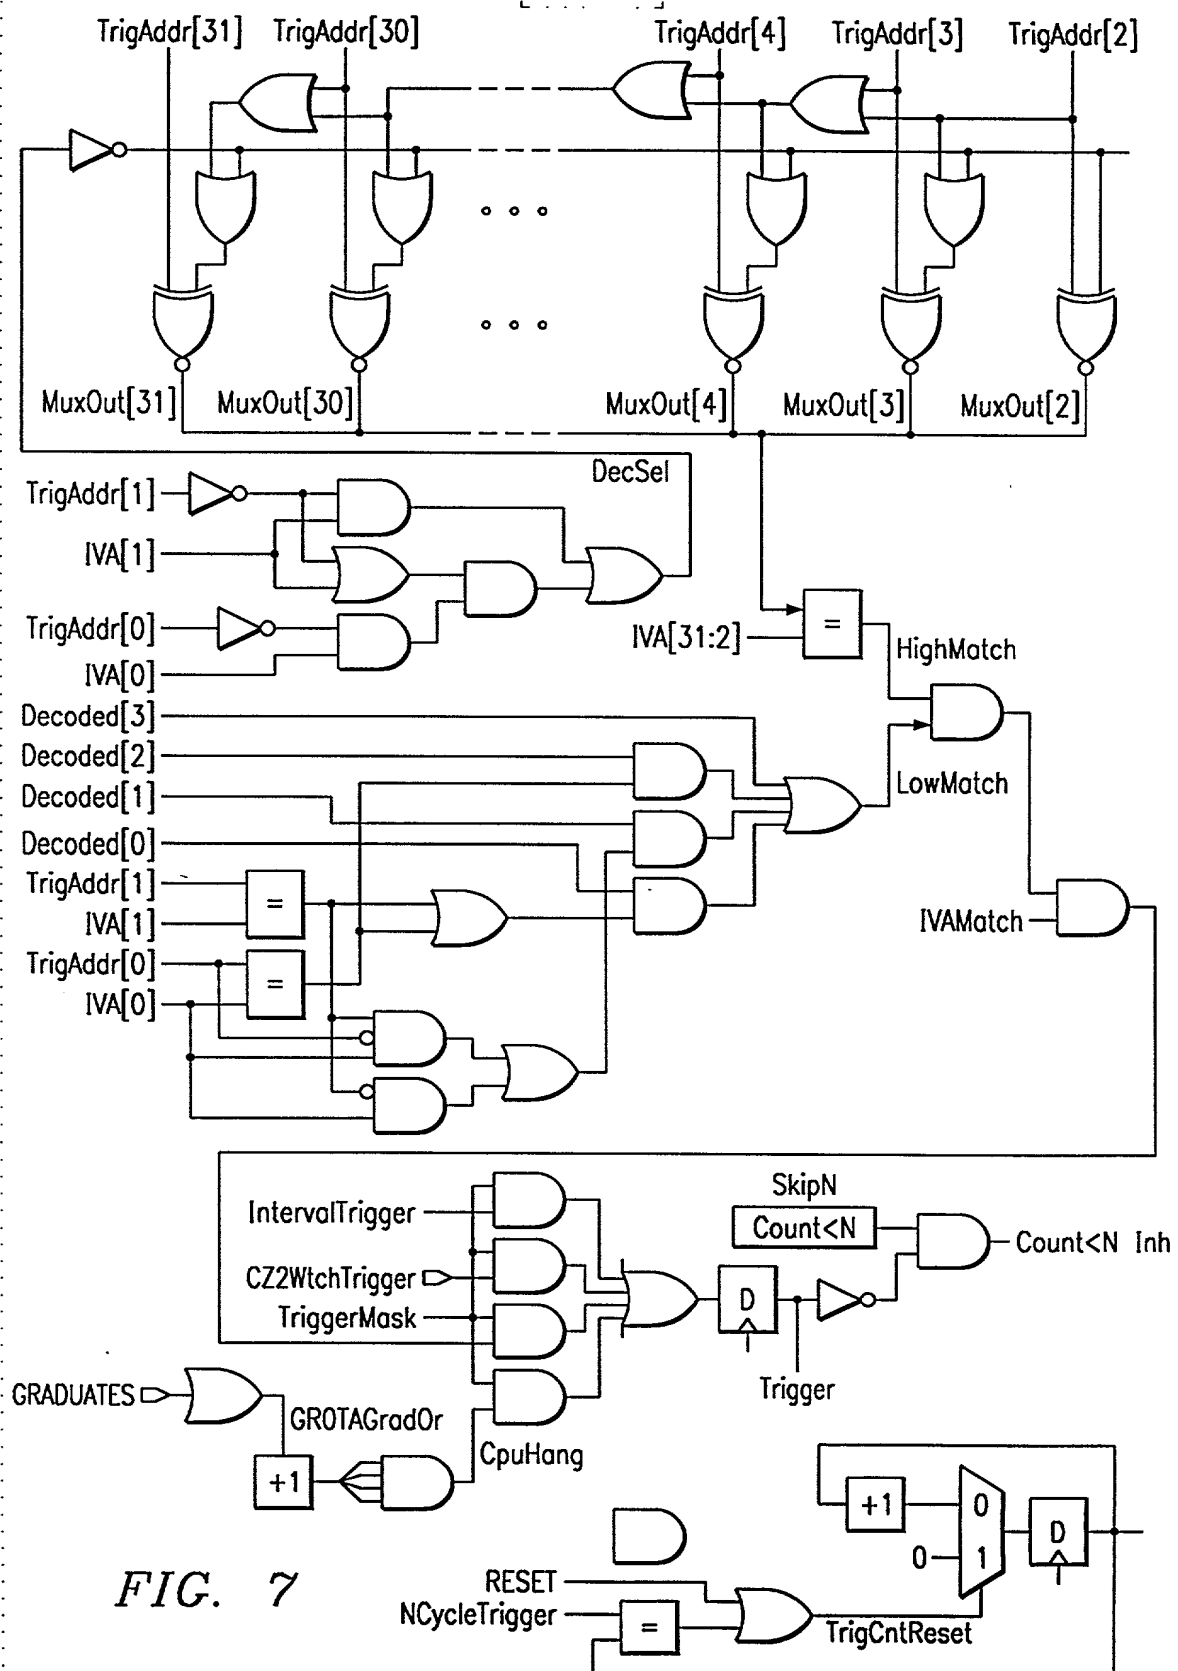 TrigAddr[31] TrigAddr[30] TrigAddr[4] TrigAddr[3] TrigAddr[2]
MuxOut[31] MuxOut[30] MuxOut[4] MuxOut[3] MuxOut[2]
DecSel
TrigAddr[1]
IVA[1]
TrigAddr[0]
IVA[0]
=
IVA[31:2]
HighMatch
Decoded[3]
Decoded[2]
Decoded[1]
Decoded[0]
LowMatch
TrigAddr[1]
=
IVA[1]
IVAMatch
TrigAddr[0]
=
IVA[0]
SkipN
IntervalTrigger
Count<N
Count<N Inh
CZ2WtchTrigger
TriggerMask
D
Trigger
GRADUATES
GROTAGradOr
+1
CpuHang
+1
0
D
0
1
FIG. 7
RESET
NCycleTrigger
=
TrigCntReset